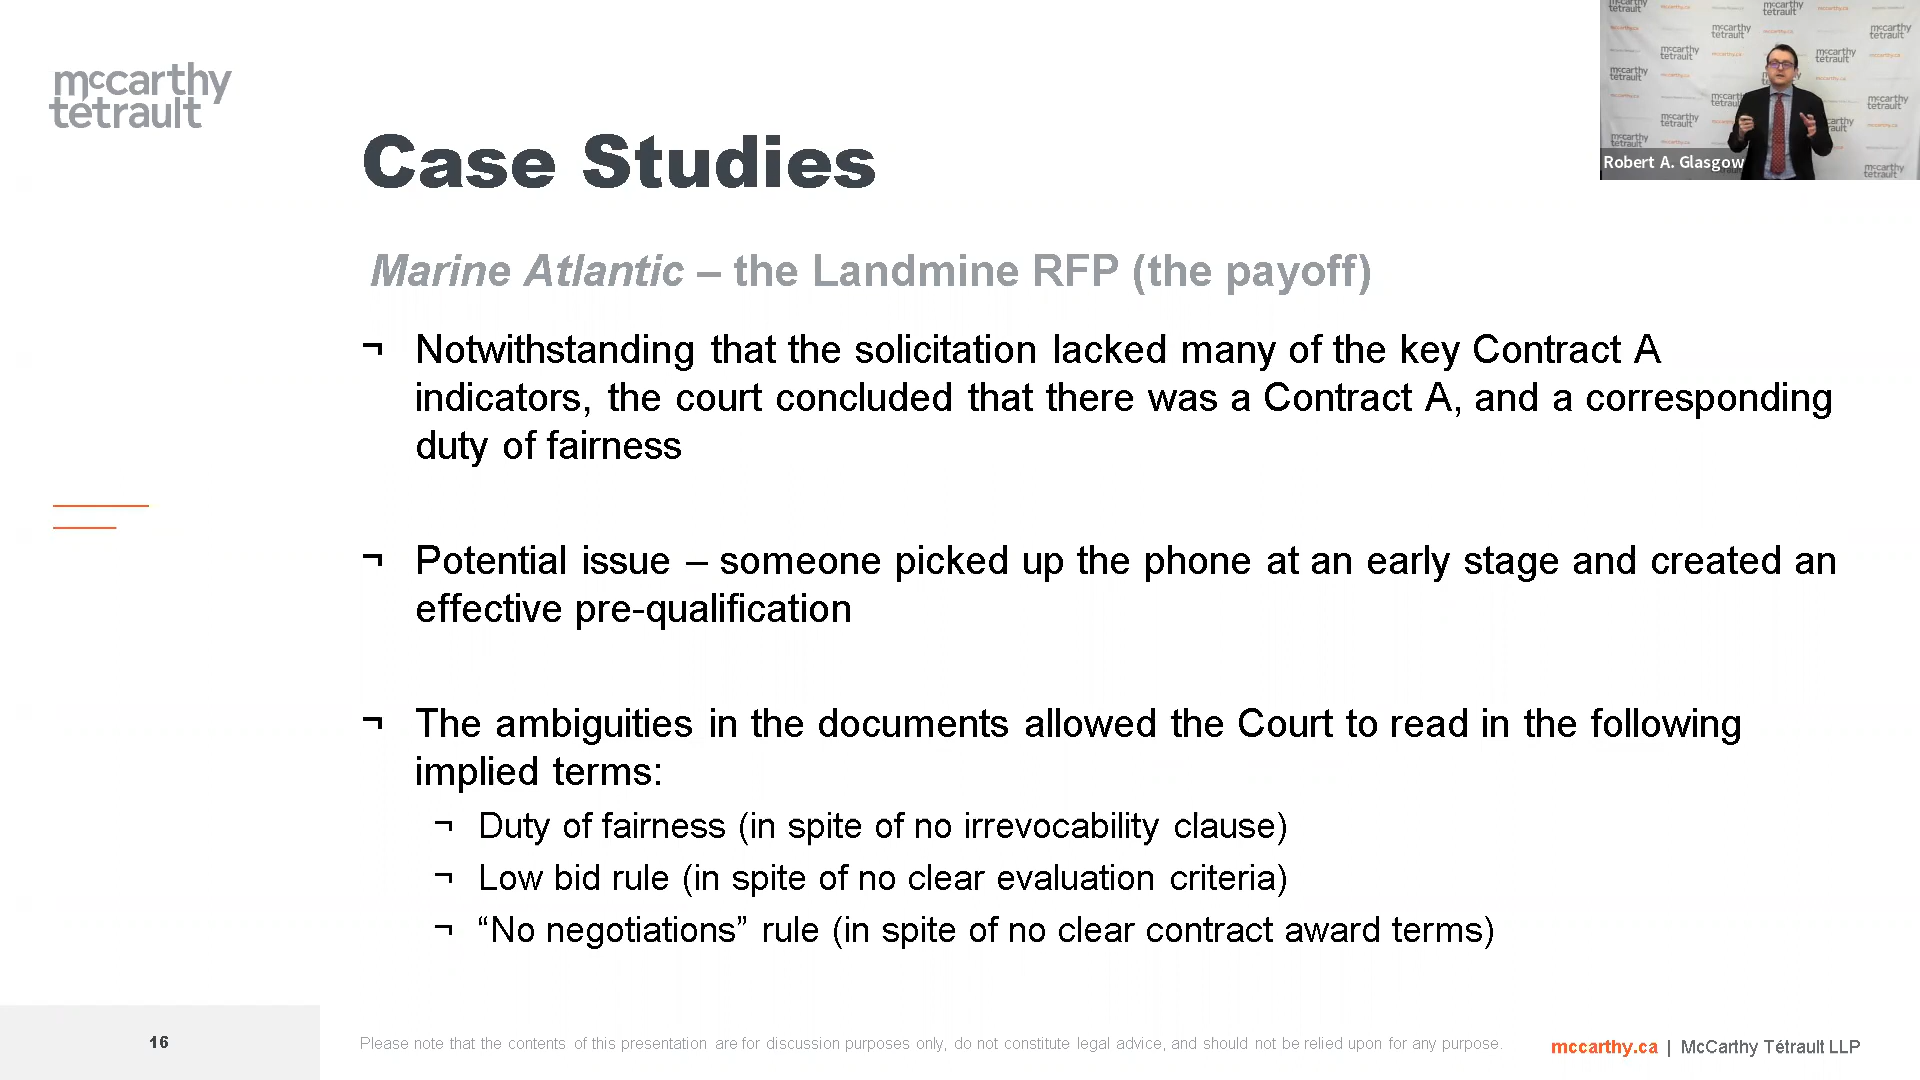 mccarthy
tetrault
Robert A. Glasgow
Case Studies
Marine Atlantic – the Landmine RFP (the payoff)
¬ Notwithstanding that the solicitation lacked many of the key Contract A
indicators, the court concluded that there was a Contract A, and a corresponding
duty of fairness
¬ Potential issue – someone picked up the phone at an early stage and created an
effective pre-qualification
¬ The ambiguities in the documents allowed the Court to read in the following
implied terms:
¬ Duty of fairness (in spite of no irrevocability clause)
¬ Low bid rule (in spite of no clear evaluation criteria)
¬ “No negotiations” rule (in spite of no clear contract award terms)
16
Please note that the contents of this presentation are for discussion purposes only, do not constitute legal advice, and should not be relied upon for any purpose.
mccarthy.ca | McCarthy Tétrault LLP